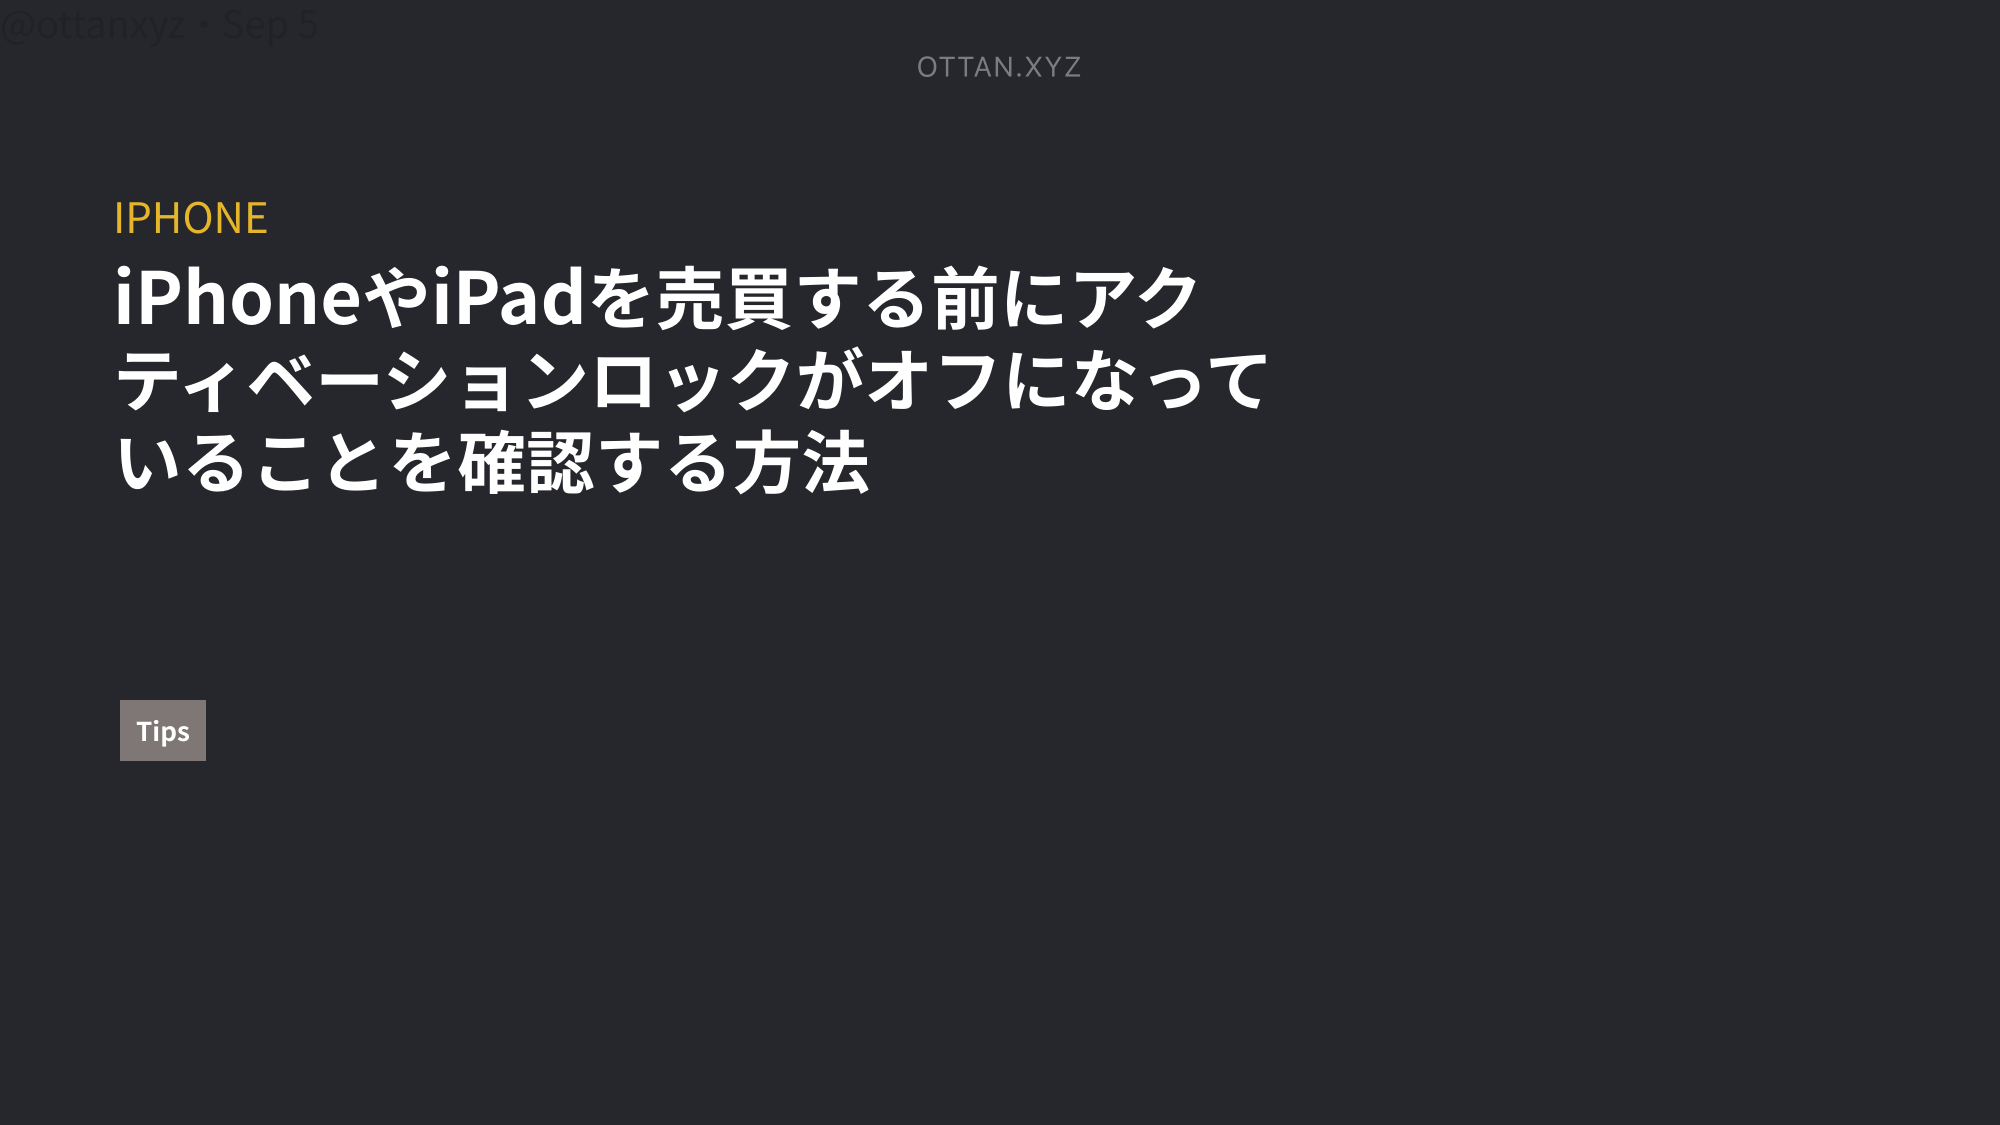 @ottanxyz・Sep 5
OTTAN.XYZ
IPHONE
iPhoneやiPadを売買する前にアク
ティベーションロックがオフになって
いることを確認する方法
Tips